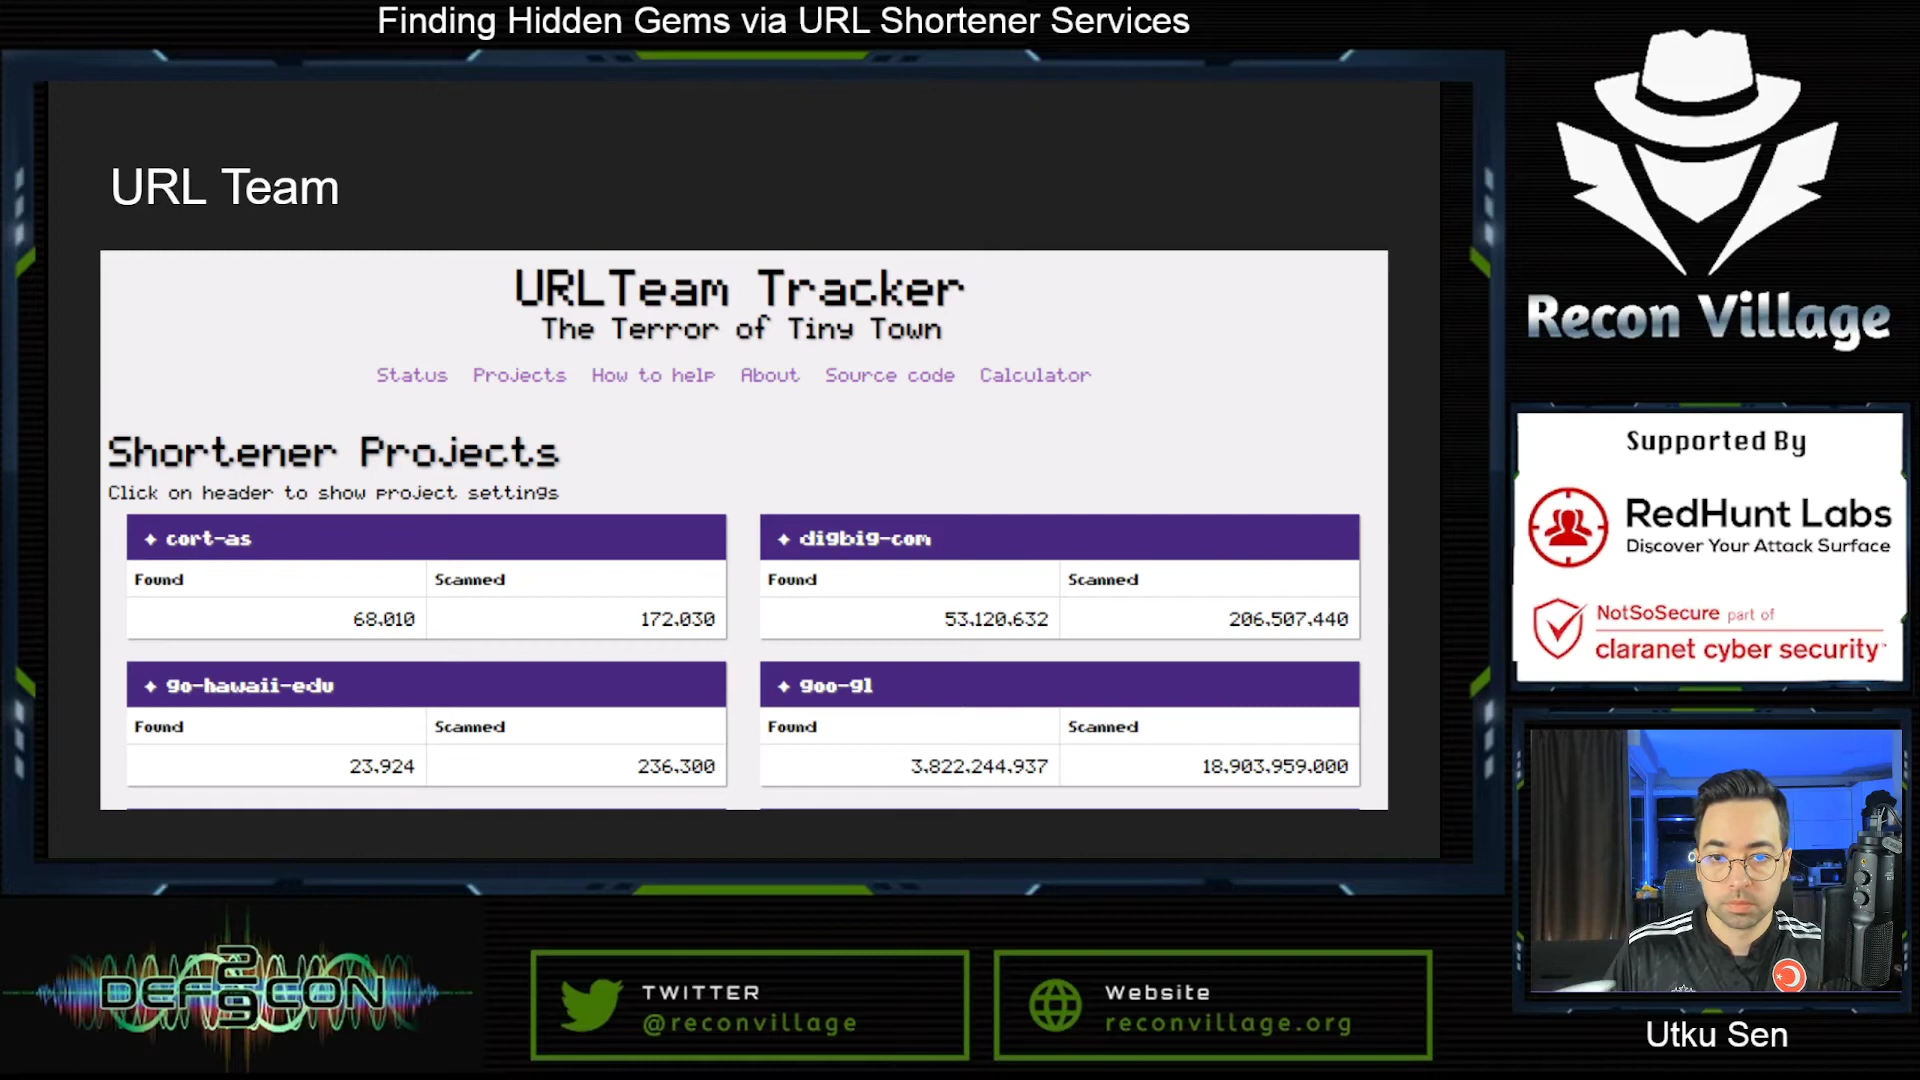 Finding Hidden Gems via URL Shortener Services
URL Team
URLTeam Tracker
The Terror of Tiny Town
Status Projects How to help About Source code Calculator
Shortener Projects
Click on header to show project settings
✦ cort-as
Found Scanned
68,010 172,030
✦ digbig-com
Found Scanned
53,120,632 206,507,440
✦ go-hawaii-edu
Found Scanned
23,924 236,300
✦ goo-gl
Found Scanned
3,822,244,937 18,903,959,000
Recon Village
Supported By
RedHunt Labs
Discover Your Attack Surface
NotSoSecure part of
claranet cyber security
Utku Sen
DEF CON
29
TWITTER
@reconvillage
Website
reconvillage.org